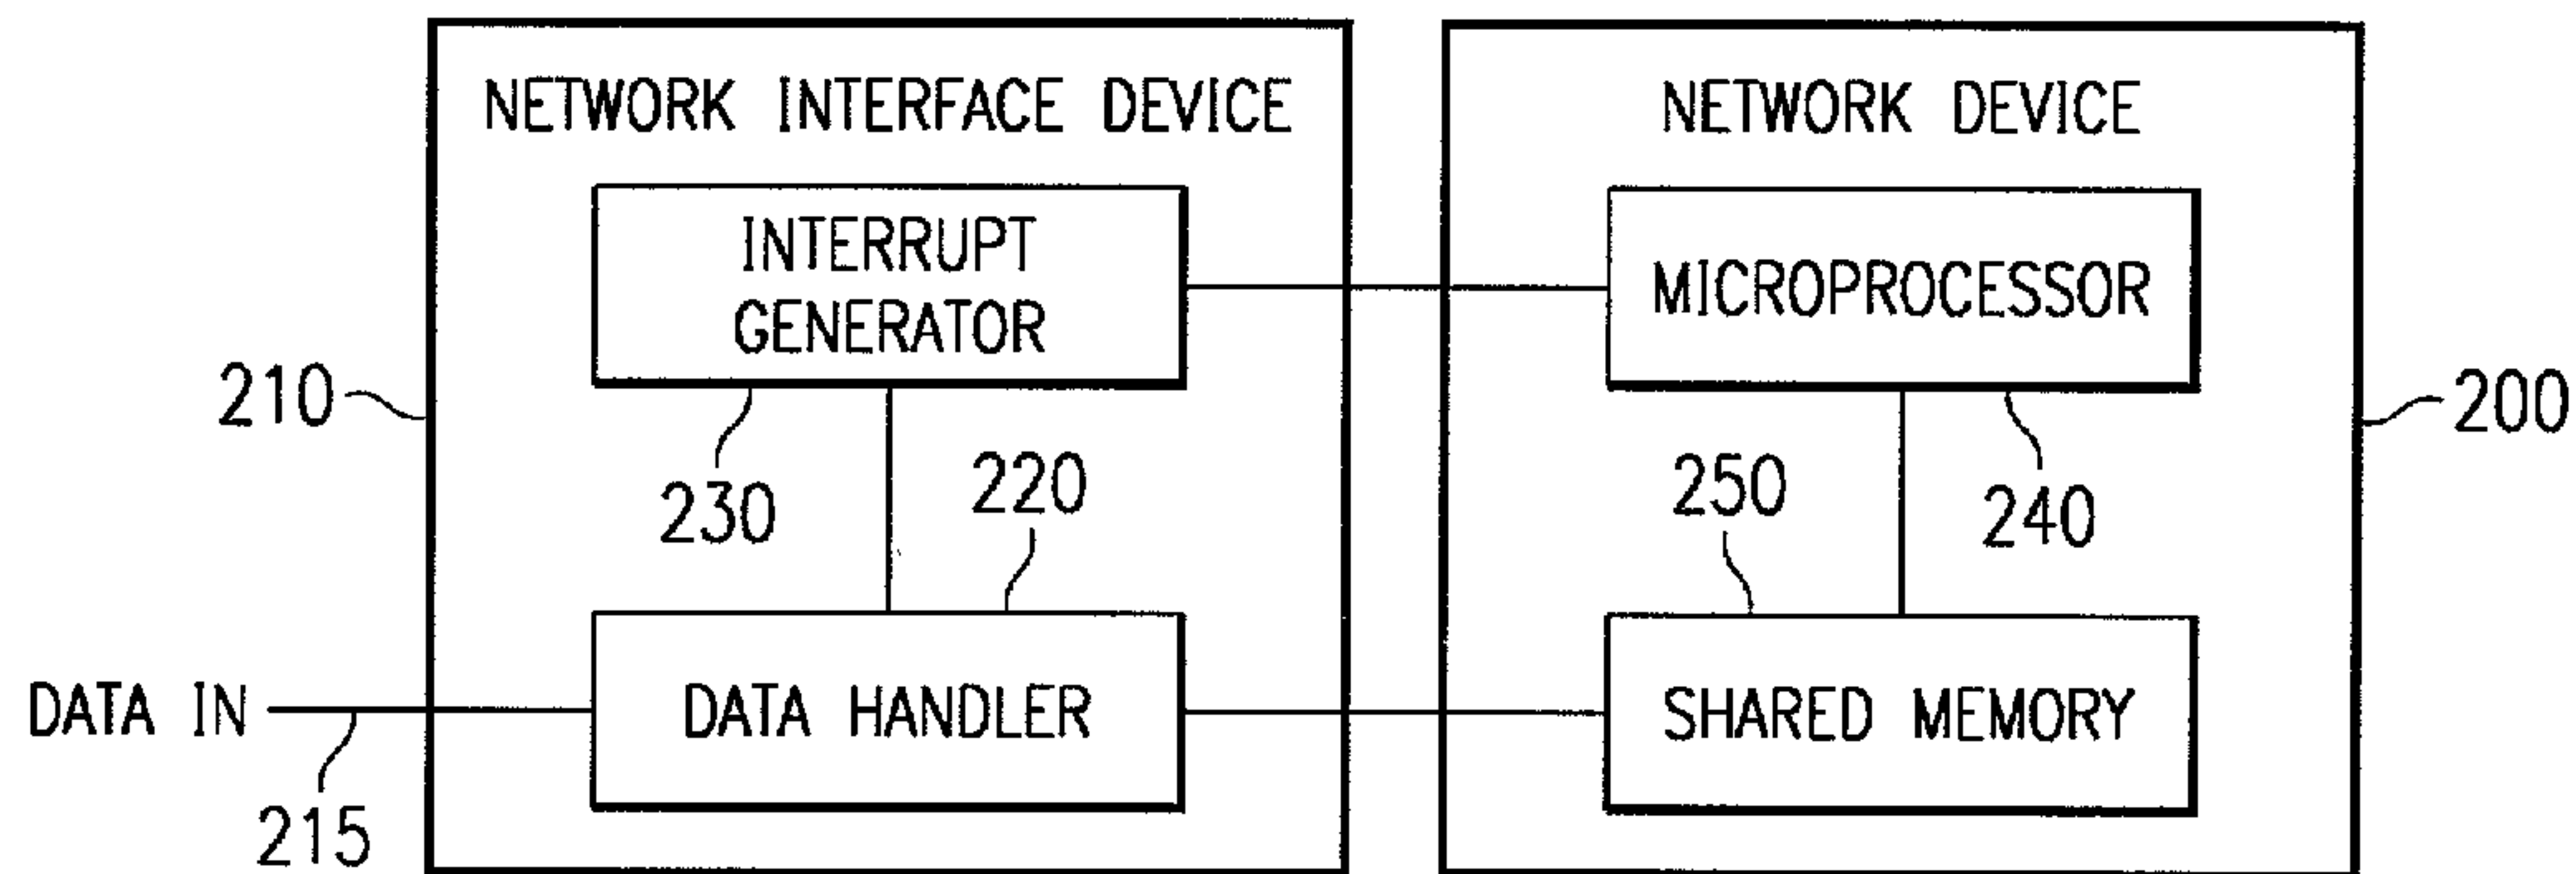 NETWORK INTERFACE DEVICE
NETWORK DEVICE
INTERRUPT
GENERATOR
MICROPROCESSOR
210
200
230
220
250
240
DATA IN
DATA HANDLER
SHARED MEMORY
215